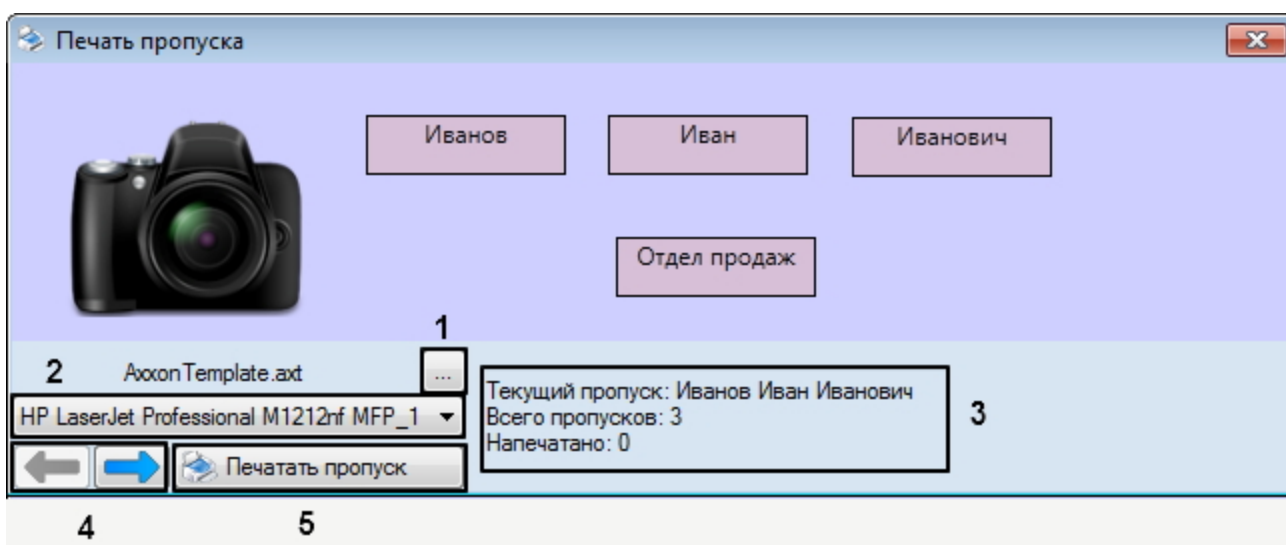 Печать пропуска
Иванов
Иван
Иванович
Отдел продаж
1
2
AxxonTemplate.axt
...
HP LaserJet Professional M1212nf MFP_1
Текущий пропуск: Иванов Иван Иванович
Всего пропусков: 3
Напечатано: 0
3
Печатать пропуск
4
5